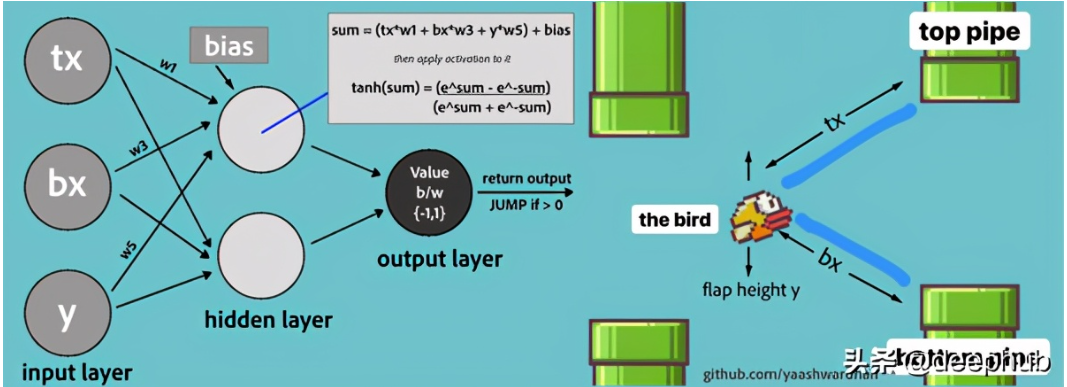 tx
bx
y
input layer
w1
w3
w5
bias
hidden layer
sum = (tx*w1 + bx*w3 + y*w5) + bias
then apply activation to it
tanh(sum) = (e^sum - e^-sum)
(e^sum + e^-sum)
Value
b/w
{-1,1}
output layer
return output
JUMP if > 0
top pipe
tx
the bird
bx
flap height y
bottom pipe
github.com/yaashwardhan
头条 @deephub